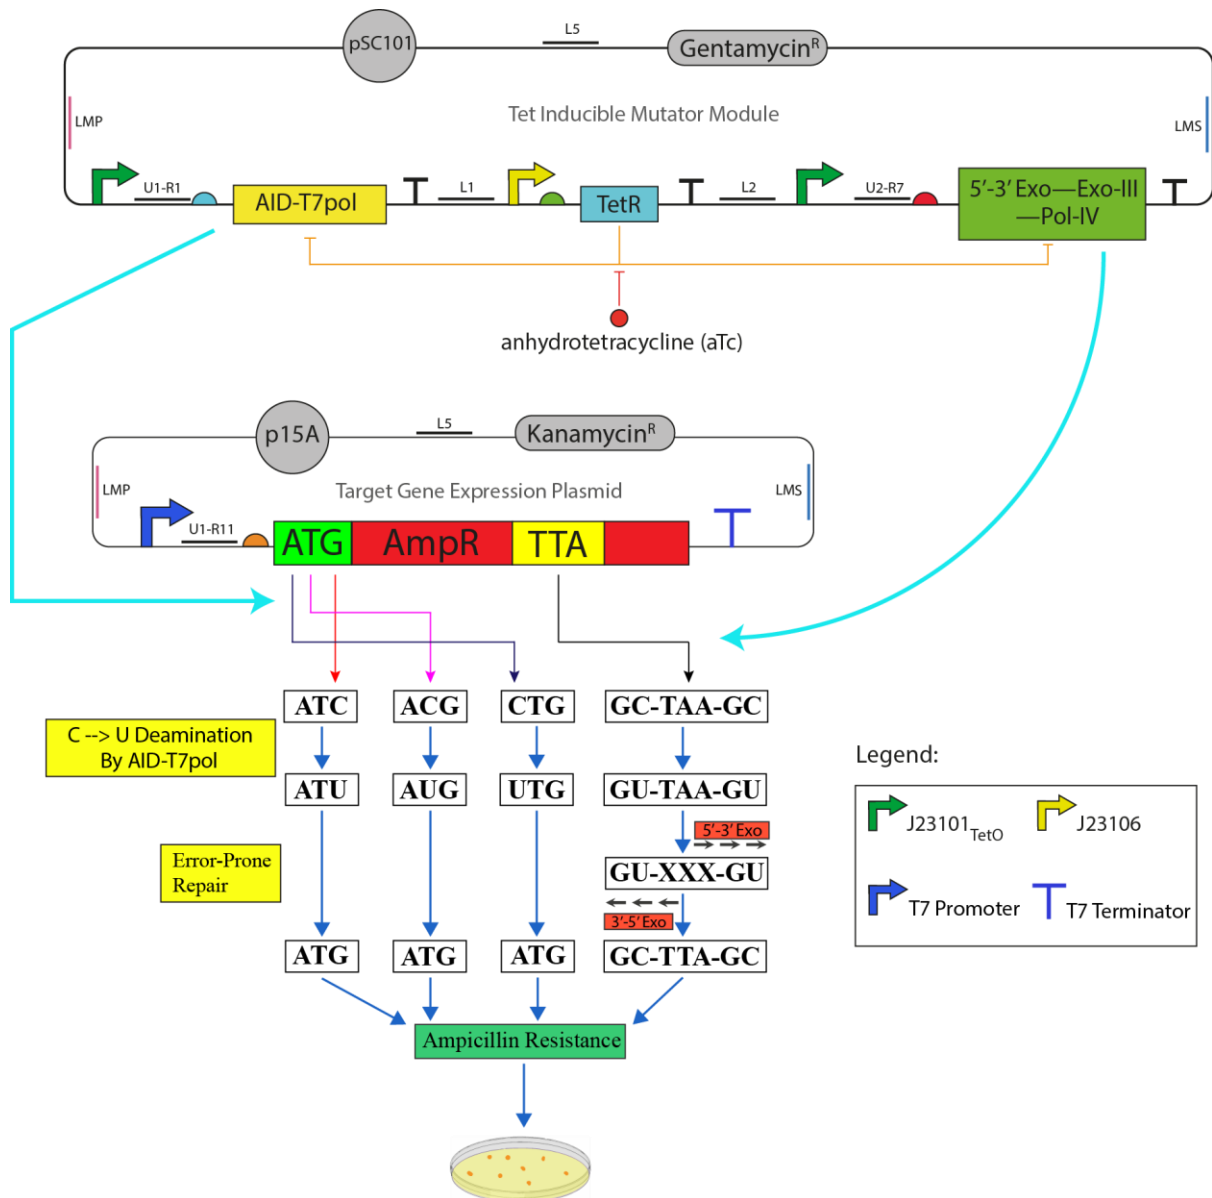 pSC101
L5
Gentamycin^R
LMP
Tet Inducible Mutator Module
LMS
U1-R1
AID-T7pol
L1
TetR
L2
U2-R7
5'-3' Exo—Exo-III
—Pol-IV
anhydrotetracycline (aTc)
p15A
L5
Kanamycin^R
LMP
Target Gene Expression Plasmid
LMS
U1-R11
ATG
AmpR
TTA
ATC
ACG
CTG
GC-TAA-GC
C --> U Deamination
By AID-T7pol
ATU
AUG
UTG
GU-TAA-GU
5'-3' Exo
Error-Prone
Repair
GU-XXX-GU
3'-5' Exo
ATG
ATG
ATG
GC-TTA-GC
Ampicillin Resistance
Legend:
J23101_TetO
J23106
T7 Promoter
T7 Terminator